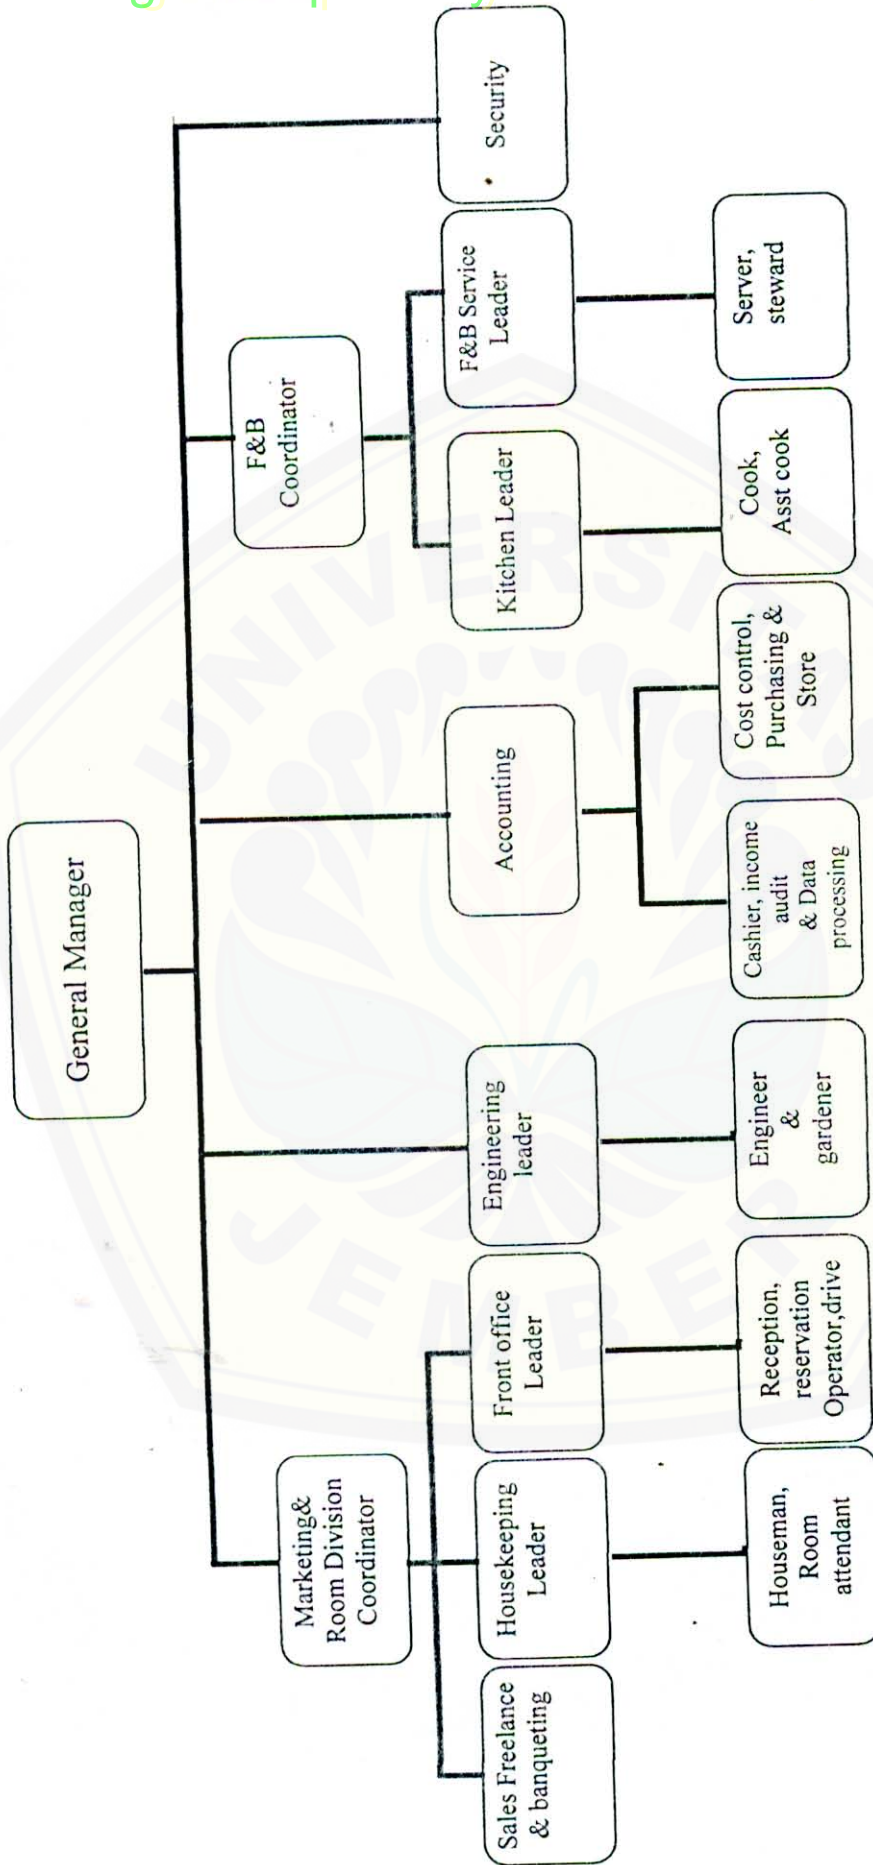 General Manager
Marketing&
Room Division
Coordinator
F&B
Coordinator
Sales Freelance
& banqueting
Housekeeping
Leader
Front office
Leader
Engineering
leader
Accounting
Kitchen Leader
F&B Service
Leader
Security
Houseman,
Room
attendant
Reception,
reservation
Operator,drive
Engineer
&
gardener
Cashier, income
audit
& Data
processing
Cost control,
Purchasing &
Store
Cook,
Asst cook
Server,
steward
UNIVERSITAS
JEMBER